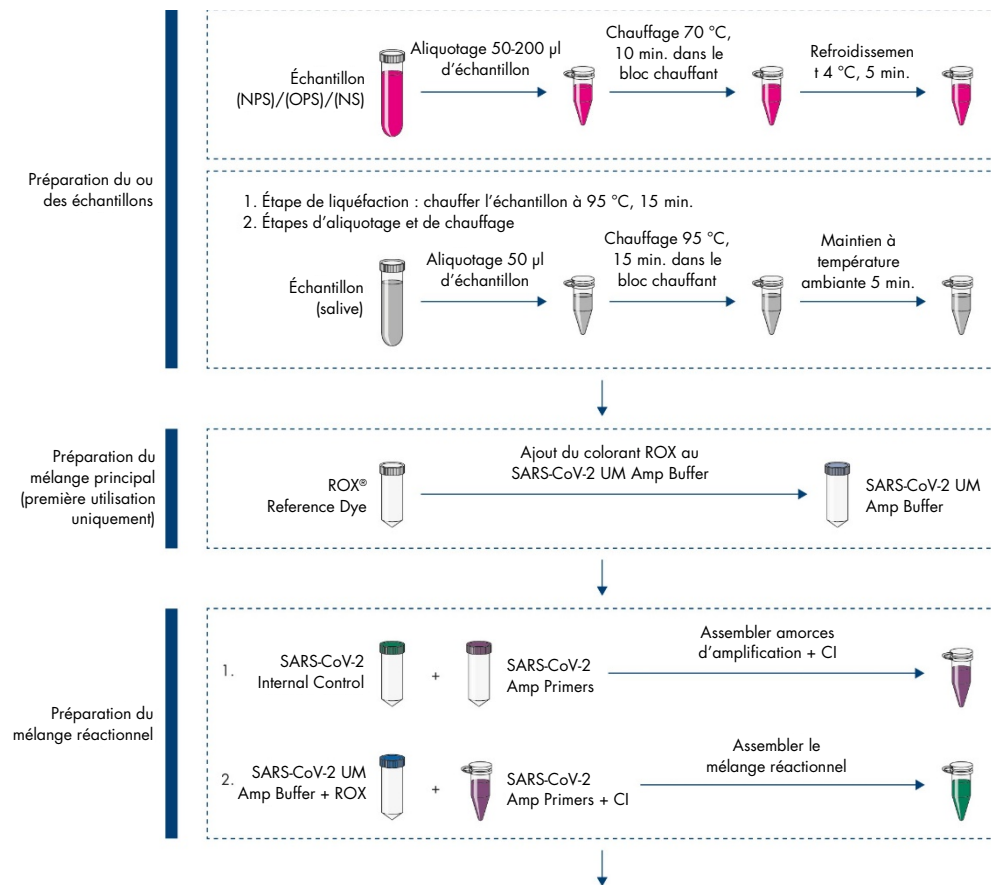 Préparation du ou
des échantillons
Échantillon
(NPS)/(OPS)/(NS)
Aliquotage 50-200 µl
d’échantillon
Chauffage 70 °C,
10 min. dans le
bloc chauffant
Refroidissemen
t 4 °C, 5 min.
1. Étape de liquéfaction : chauffer l’échantillon à 95 °C, 15 min.
2. Étapes d’aliquotage et de chauffage
Échantillon
(salive)
Aliquotage 50 µl
d’échantillon
Chauffage 95 °C,
15 min. dans le
bloc chauffant
Maintien à
température
ambiante 5 min.
Préparation du
mélange principal
(première utilisation
uniquement)
ROX®
Reference Dye
Ajout du colorant ROX au
SARS-CoV-2 UM Amp Buffer
SARS-CoV-2 UM
Amp Buffer
Préparation du
mélange réactionnel
1.
SARS-CoV-2
Internal Control
+
SARS-CoV-2
Amp Primers
Assembler amorces
d’amplification + CI
2.
SARS-CoV-2 UM
Amp Buffer + ROX
+
SARS-CoV-2
Amp Primers + CI
Assembler le
mélange réactionnel